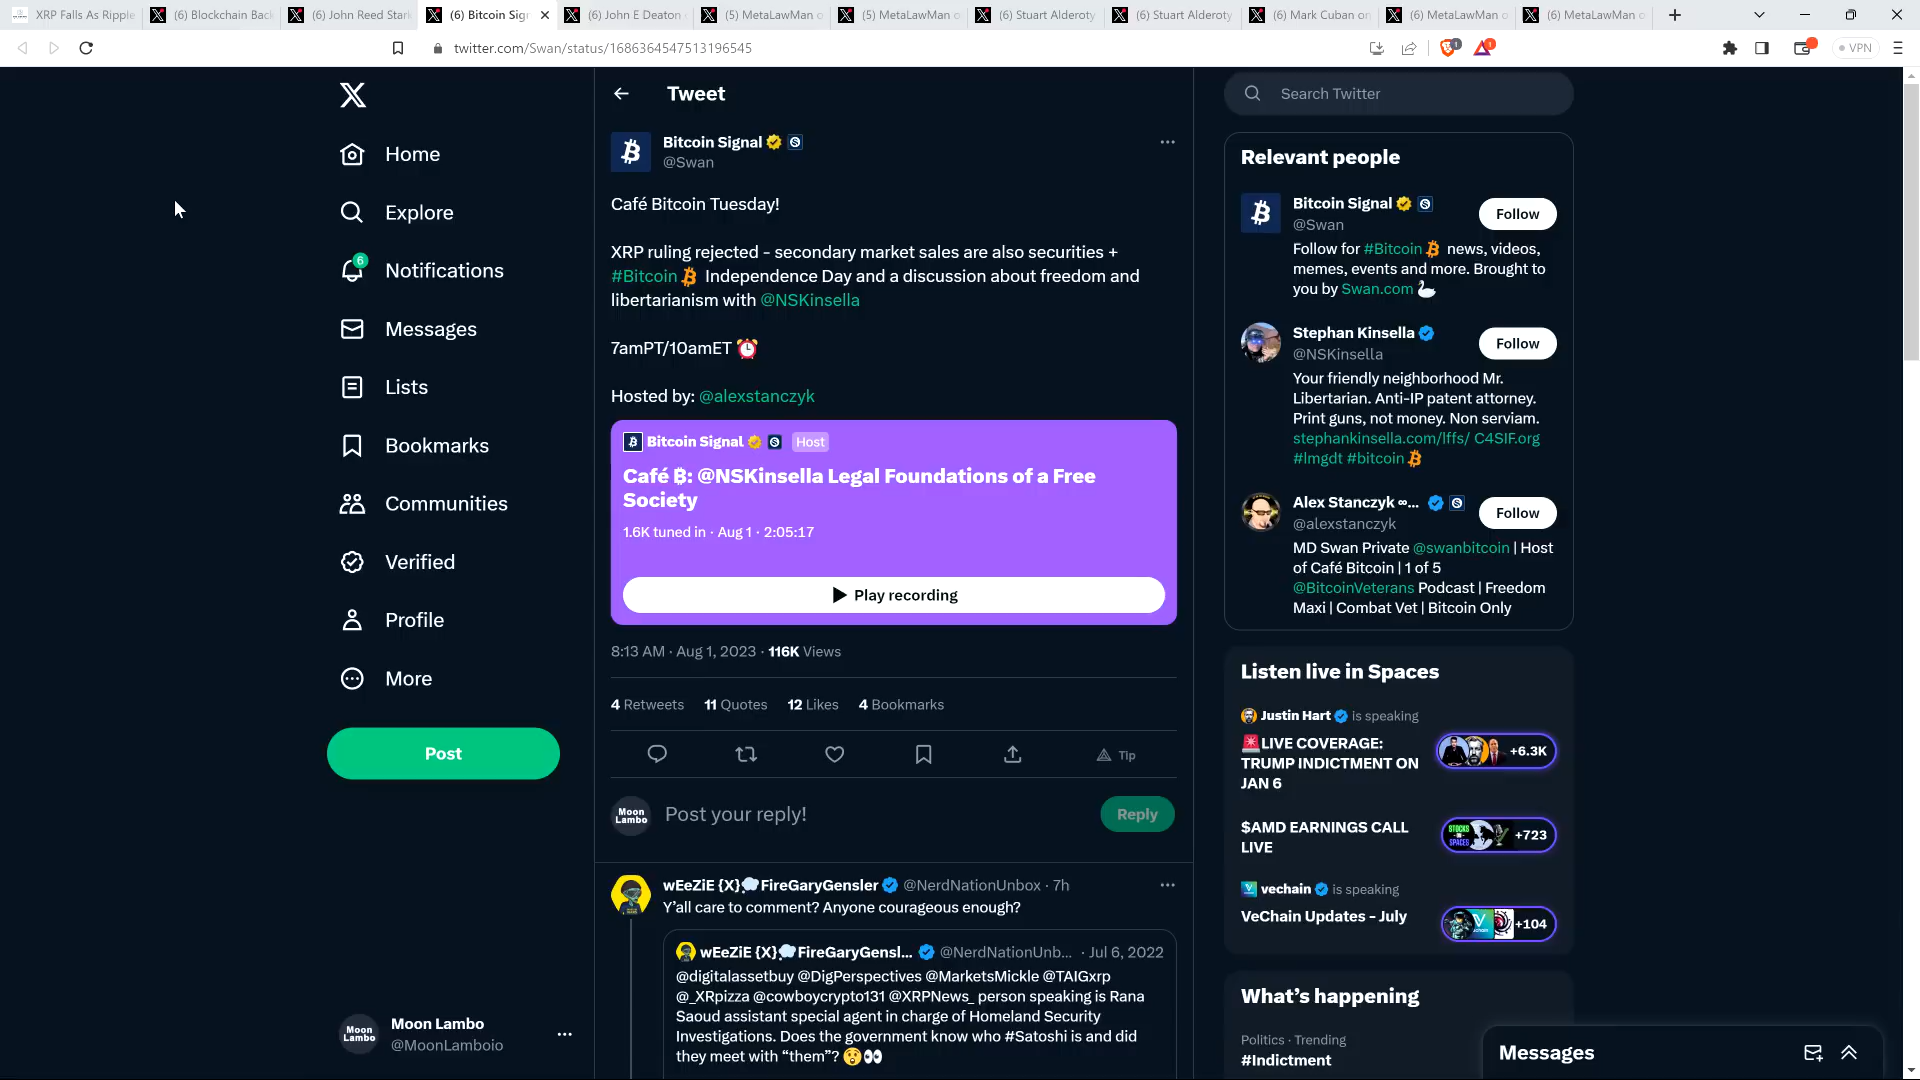 XRP Falls As Ripple
(6) Blockchain Back
(6) John Reed Stark
(6) Bitcoin Sig
(6) John E Deaton
(5) MetaLawMan o
(5) MetaLawMan o
(6) Stuart Alderoty
(6) Stuart Alderoty
(6) Mark Cuban on
(6) MetaLawMan o
(6) MetaLawMan o
twitter.com/Swan/status/1686364547513196545
1
1
VPN
Home
Explore
6
Notifications
Messages
Lists
Bookmarks
Communities
Verified
Profile
More
Post
Moon Lambo
Moon Lambo
@MoonLamboio
Tweet
Bitcoin Signal
@Swan
Café Bitcoin Tuesday!
XRP ruling rejected - secondary market sales are also securities +
#Bitcoin Independence Day and a discussion about freedom and
libertarianism with @NSKinsella
7amPT/10amET ⏰
Hosted by: @alexstanczyk
Bitcoin Signal Host
Café ₿: @NSKinsella Legal Foundations of a Free
Society
1.6K tuned in · Aug 1 · 2:05:17
Play recording
8:13 AM · Aug 1, 2023 · 116K Views
4 Retweets 11 Quotes 12 Likes 4 Bookmarks
Tip
Moon Lambo
Post your reply!
Reply
wEeZiE {X}💭FireGaryGensler @NerdNationUnbox · 7h
Y'all care to comment? Anyone courageous enough?
wEeZiE {X}💭FireGaryGensl... @NerdNationUnb... · Jul 6, 2022
@digitalassetbuy @DigPerspectives @MarketsMickle @TAIGxrp
@_XRpizza @cowboycrypto131 @XRPNews_ person speaking is Rana
Saoud assistant special agent in charge of Homeland Security
Investigations. Does the government know who #Satoshi is and did
they meet with “them”? 😲👀
Search Twitter
Relevant people
Bitcoin Signal
@Swan
Follow
Follow for #Bitcoin news, videos,
memes, events and more. Brought to
you by Swan.com 🦢
Stephan Kinsella
@NSKinsella
Follow
Your friendly neighborhood Mr.
Libertarian. Anti-IP patent attorney.
Print guns, not money. Non serviam.
stephankinsella.com/lffs/ C4SIF.org
#lmgdt #bitcoin
Alex Stanczyk ∞...
@alexstanczyk
Follow
MD Swan Private @swanbitcoin | Host
of Café Bitcoin | 1 of 5
@BitcoinVeterans Podcast | Freedom
Maxi | Combat Vet | Bitcoin Only
Listen live in Spaces
Justin Hart is speaking
🚨LIVE COVERAGE:
TRUMP INDICTMENT ON
JAN 6
+6.3K
$AMD EARNINGS CALL
LIVE
STOCKS
SPACES
+723
vechain is speaking
VeChain Updates - July
+104
What's happening
Politics · Trending
#Indictment
Messages